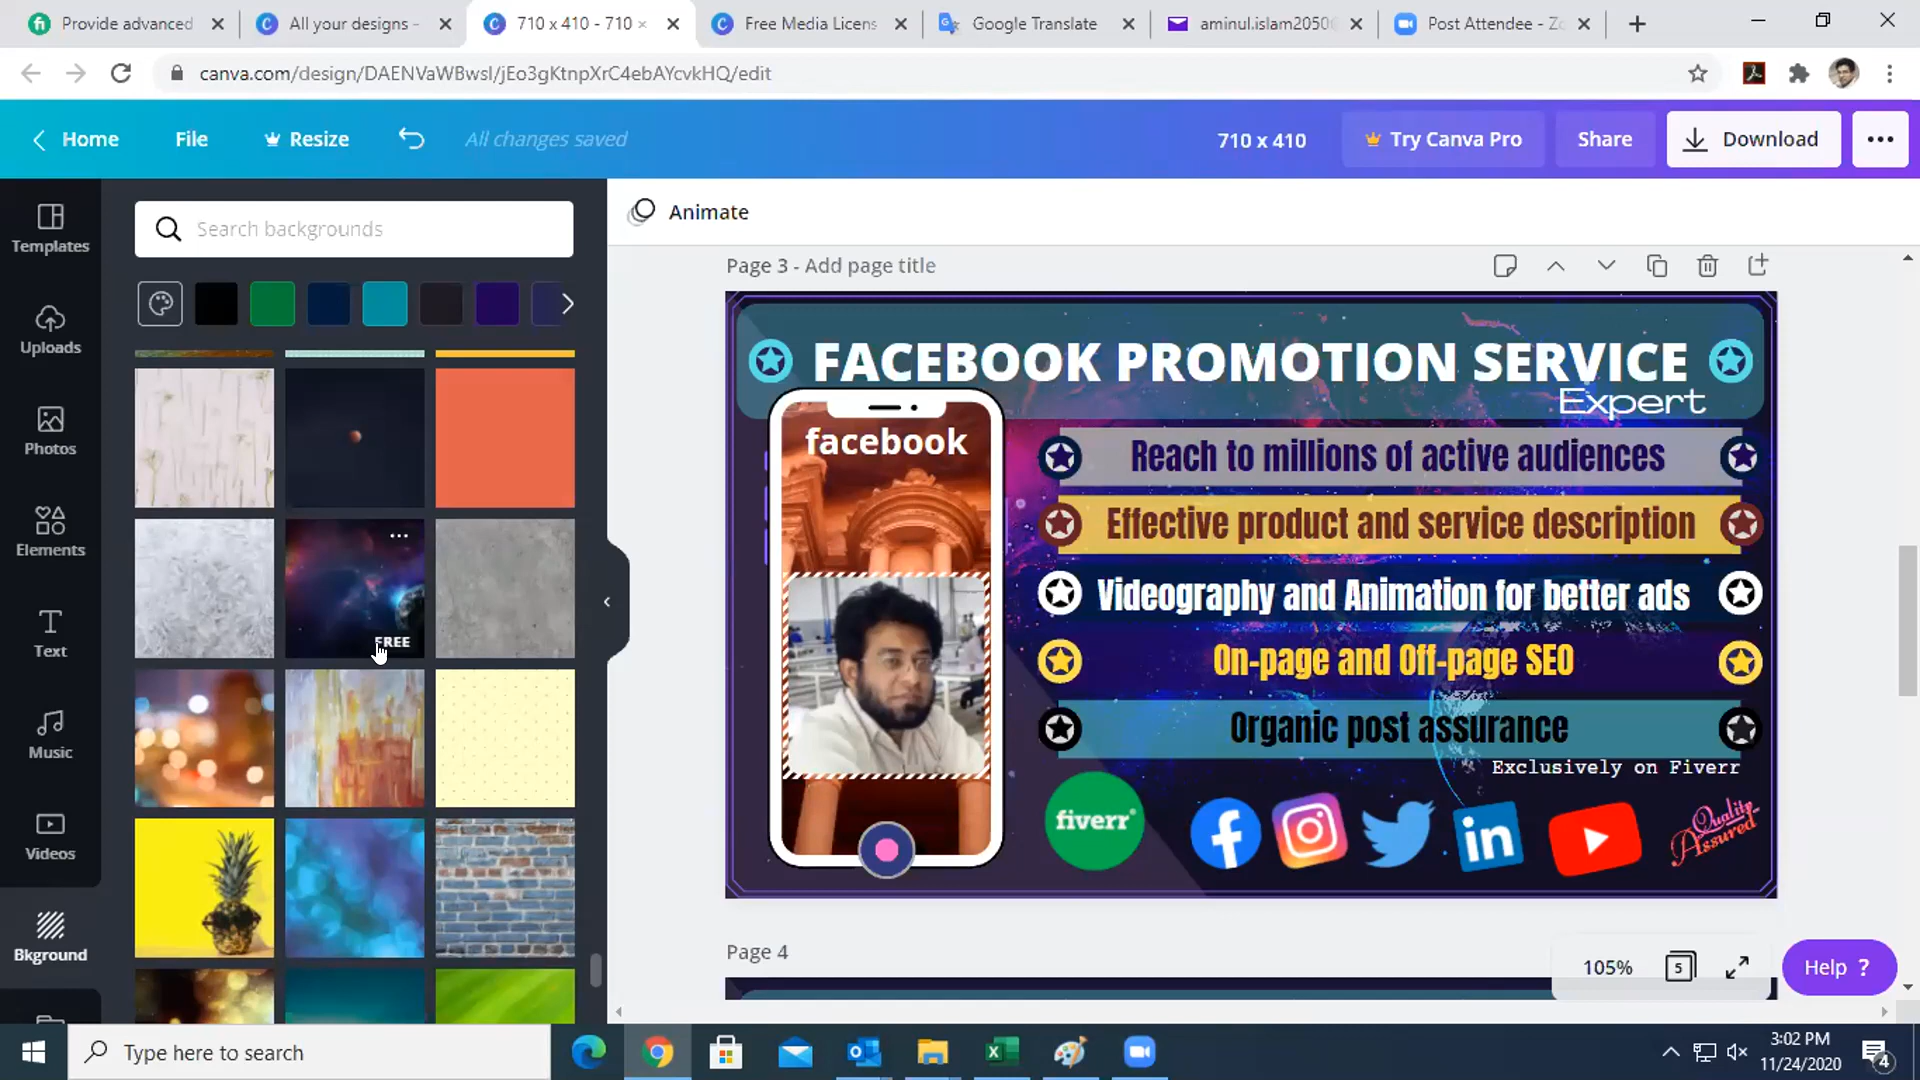 Provide advanced
All your designs -
710 x 410 - 710
Free Media Licens
Google Translate
aminul.islam2050
Post Attendee - Zo
canva.com/design/DAENVaWBwsI/jEo3gKtnpXrC4ebAYcvkHQ/edit
Home
File
Resize
All changes saved
710 x 410
Try Canva Pro
Share
Download
Templates
Uploads
Photos
Elements
Text
Music
Videos
Bkground
Search backgrounds
FREE
Animate
Page 3 - Add page title
FACEBOOK PROMOTION SERVICE
Expert
facebook
Reach to millions of active audiences
Effective product and service description
Videography and Animation for better ads
On-page and Off-page SEO
Organic post assurance
Exclusively on Fiverr
fiverr
Quality
Assured
Page 4
105%
5
Help ?
Type here to search
3:02 PM
11/24/2020
4